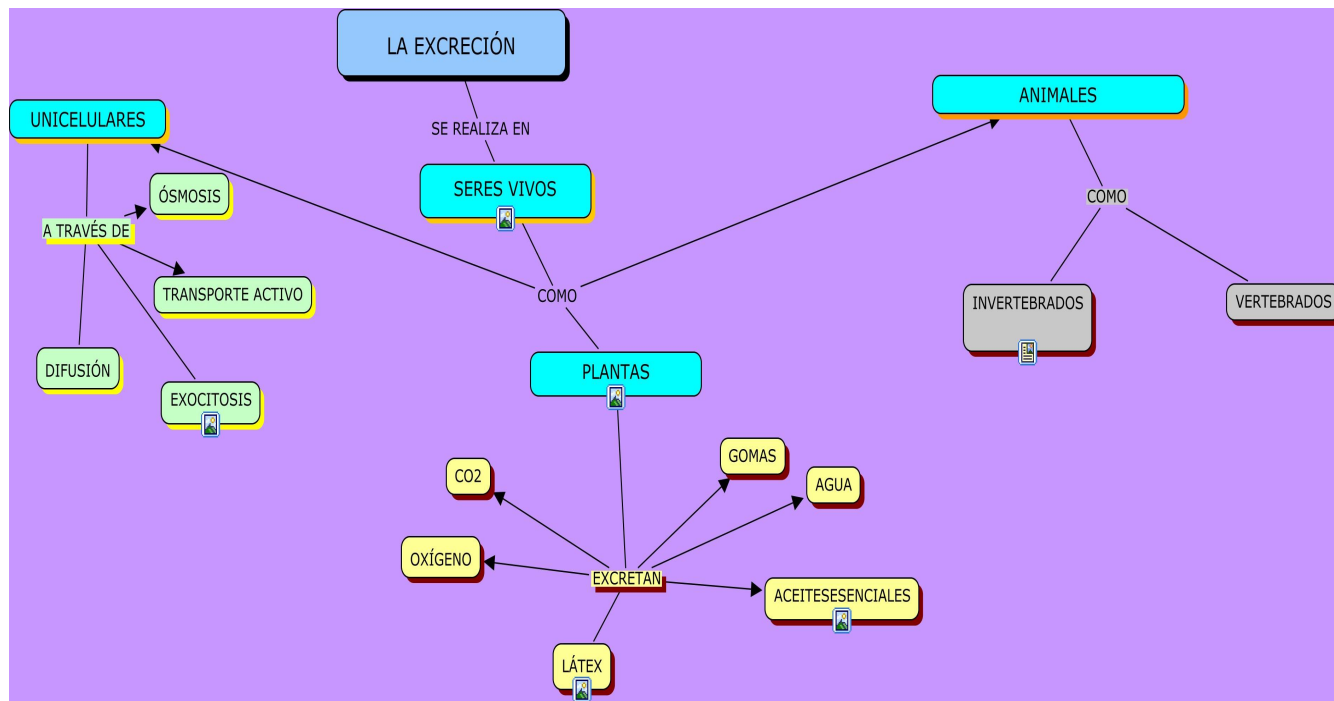 LA EXCRECIÓN
SE REALIZA EN
SERES VIVOS
COMO
UNICELULARES
A TRAVÉS DE
ÓSMOSIS
TRANSPORTE ACTIVO
DIFUSIÓN
EXOCITOSIS
ANIMALES
COMO
INVERTEBRADOS
VERTEBRADOS
PLANTAS
EXCRETAN
CO2
GOMAS
AGUA
OXÍGENO
ACEITESESENCIALES
LÁTEX